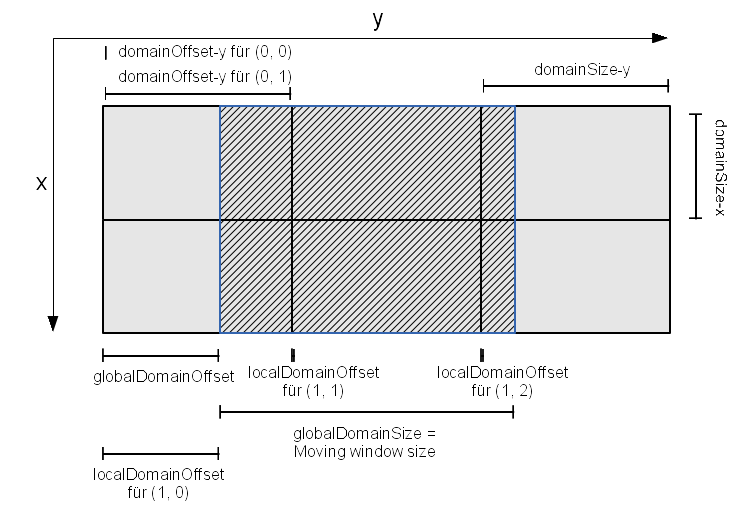 y
domainOffset-y für (0, 0)
domainOffset-y für (0, 1)
domainSize-y
x
domainSize-x
globalDomainOffset
localDomainOffset
für (1, 1)
localDomainOffset
für (1, 2)
globalDomainSize =
Moving window size
localDomainOffset
für (1, 0)